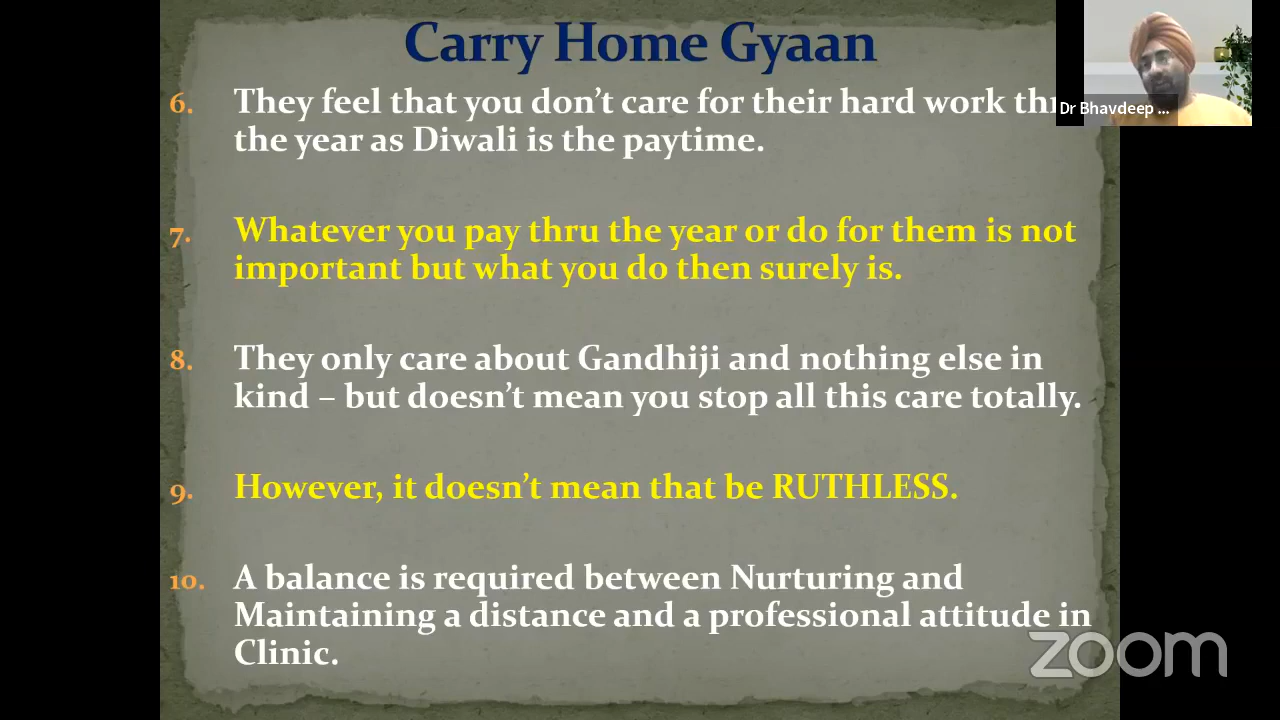 Carry Home Gyaan
6. They feel that you don't care for their hard work
the year as Diwali is the paytime.
Dr Bhavdeep ...
7. Whatever you pay thru the year or do for them is not
important but what you do then surely is.
8. They only care about Gandhiji and nothing else in
kind – but doesn't mean you stop all this care totally.
9. However, it doesn't mean that be RUTHLESS.
10. A balance is required between Nurturing and
Maintaining a distance and a professional attitude in
Clinic.
zoom